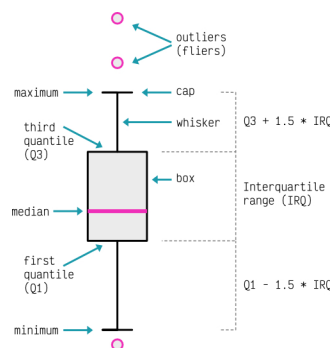 outliers
(fliers)
maximum
cap
whisker
Q3 + 1.5 * IRQ
third
quantile
(Q3)
box
Interquartile
range (IRQ)
median
first
quantile
(Q1)
Q1 - 1.5 * IRQ
minimum